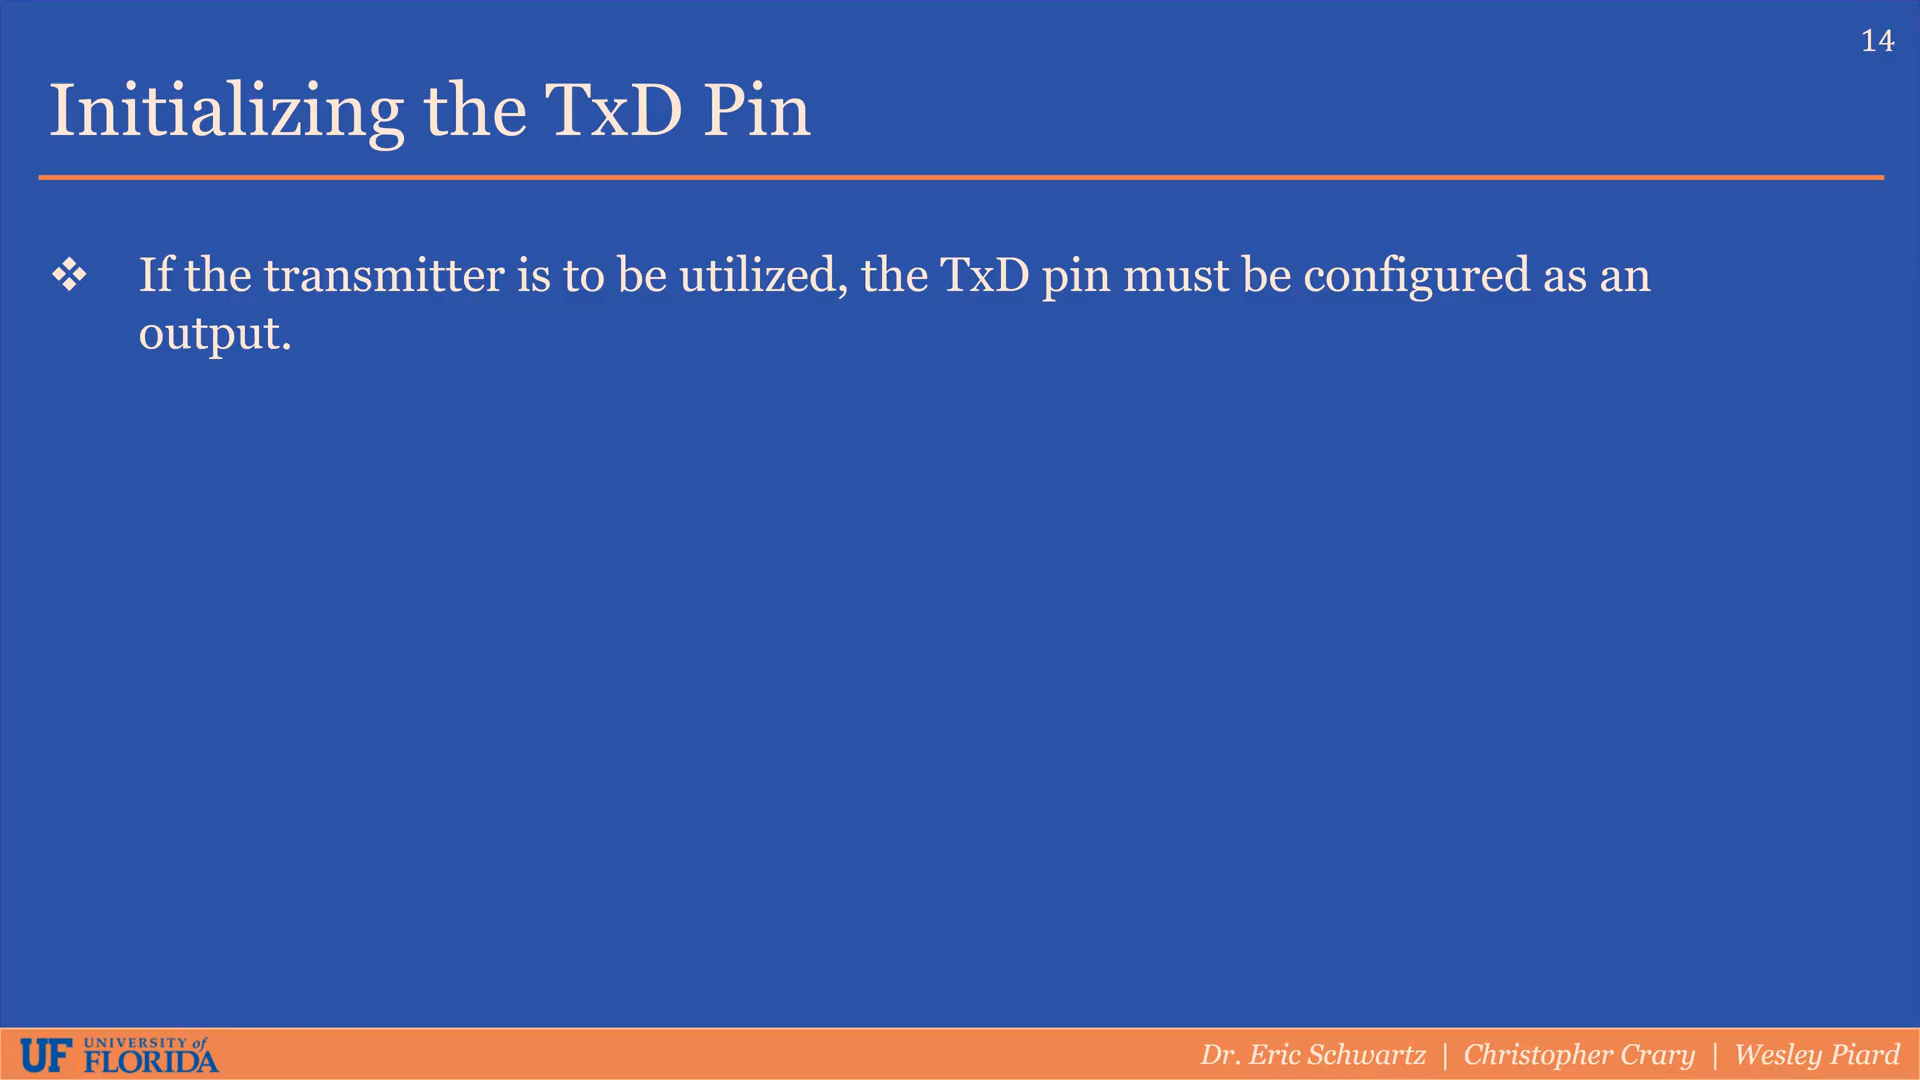 14
Initializing the TxD Pin
❖ If the transmitter is to be utilized, the TxD pin must be configured as an
output.
UF UNIVERSITY of
FLORIDA
Dr. Eric Schwartz | Christopher Crary | Wesley Piard